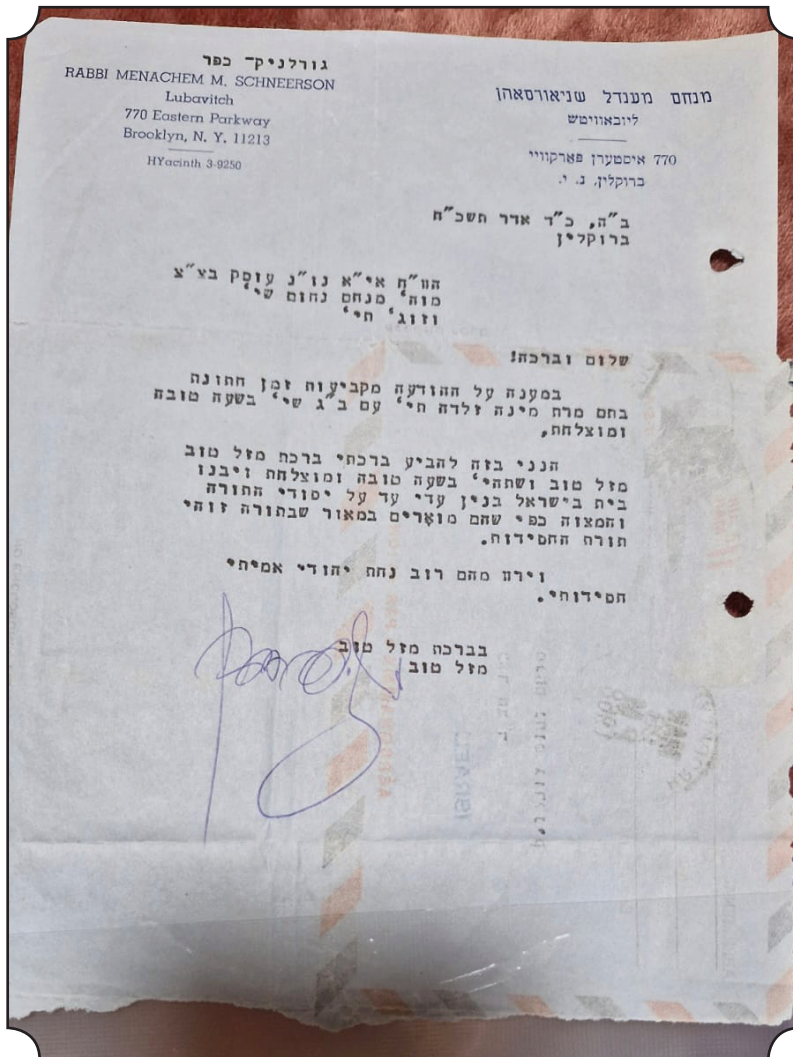 גורלניק- כפר
RABBI MENACHEM M. SCHNEERSON
Lubavitch
770 Eastern Parkway
Brooklyn, N. Y. 11213
HYacinth 3-9250
מנחם מענדל שניאורסאהן
ליובאוויטש
770 איסטערן פארקוויי
ברוקלין, נ. י.
ב"ה, כ"ד אדר תשכ"ח
ברוקלין
הוו"ח אי"א נו"נ עוסק בצ"צ
מוה' מנחם נחום שי'
וזוג' תי'
שלום וברכה!
במענה על ההודעה מקביעות זמן חתונת
בתם מרת מינה זלדה תי' עם ב"ג שי' בשעה טובה
ומוצלחת,
הנני בזה להביע ברכתי ברכת מזל טוב
מזל טוב ושתהי' בשעה טובה ומוצלחת ויבנו
בית בישראל בנין עדי עד על יסודי התורה
והמצוה כפי שהם מוארים במאור שבתורה זוהי
תורת החסידות.
וירוו מהם רוב נחת יהודי אמיתי
חסידותי.
בברכת מזל טוב
מזל טוב
ISRAEL